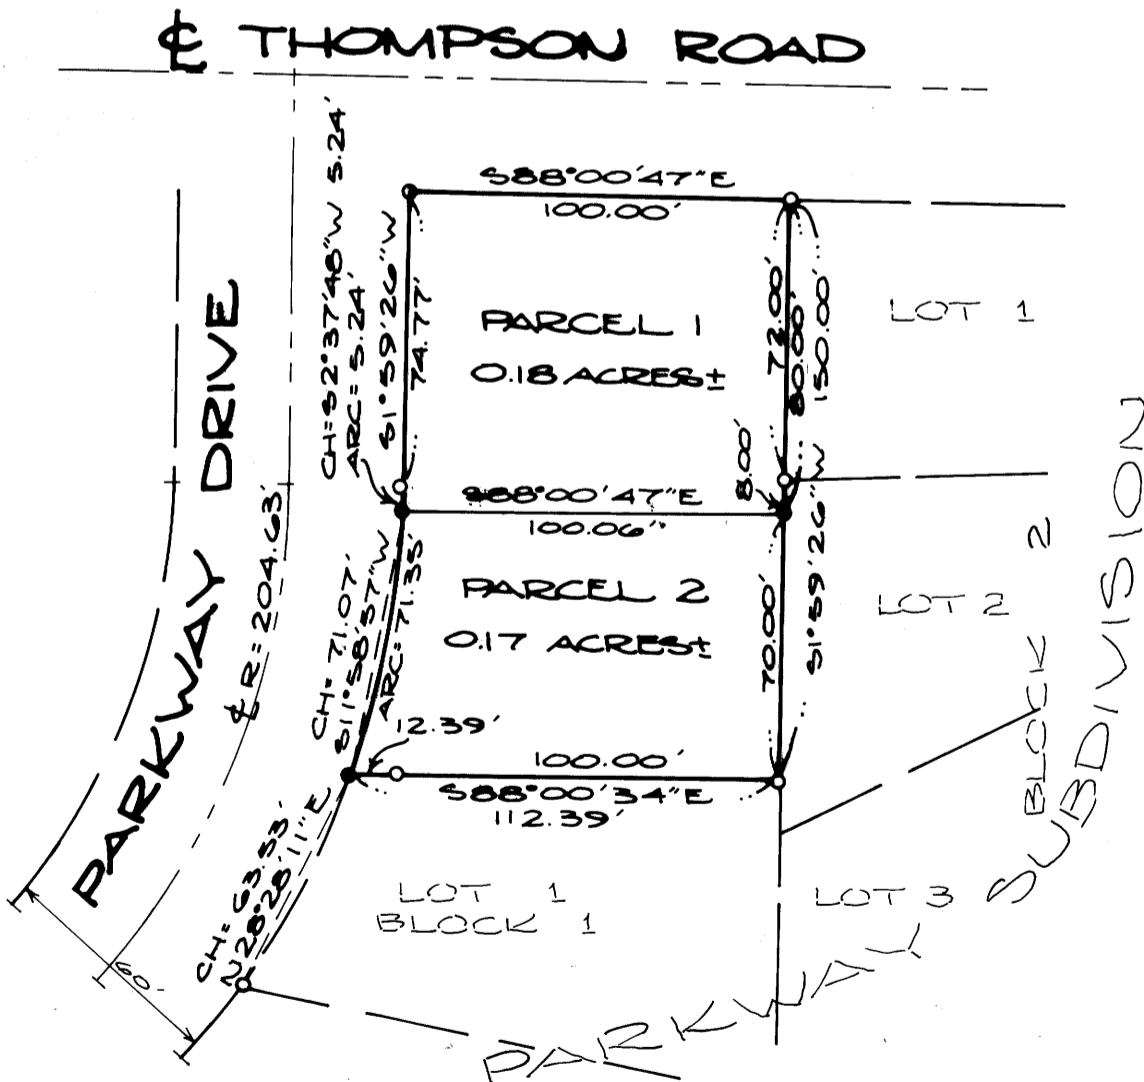 ℄ THOMPSON ROAD
CH=S2°37'48"W 5.24'
ARC=5.24'
S1°59'26"W
74.77'
S88°00'47"E
100.00'
PARCEL 1
0.18 ACRES±
72.00'
80.00'
150.00'
LOT 1
PARKWAY DRIVE
℄ R=204.63'
S88°00'47"E
100.06"
8.00'
S1°59'26"W
PARCEL 2
0.17 ACRES±
70.00'
LOT 2
BLOCK 2
CH=71.07'
S11°58'37"W
ARC=71.35'
12.39'
100.00'
S88°00'34"E
112.39'
CH=63.53'
N28°28'11"E
60.'
LOT 1
BLOCK 1
LOT 3
PARKWAY SUBDIVISION